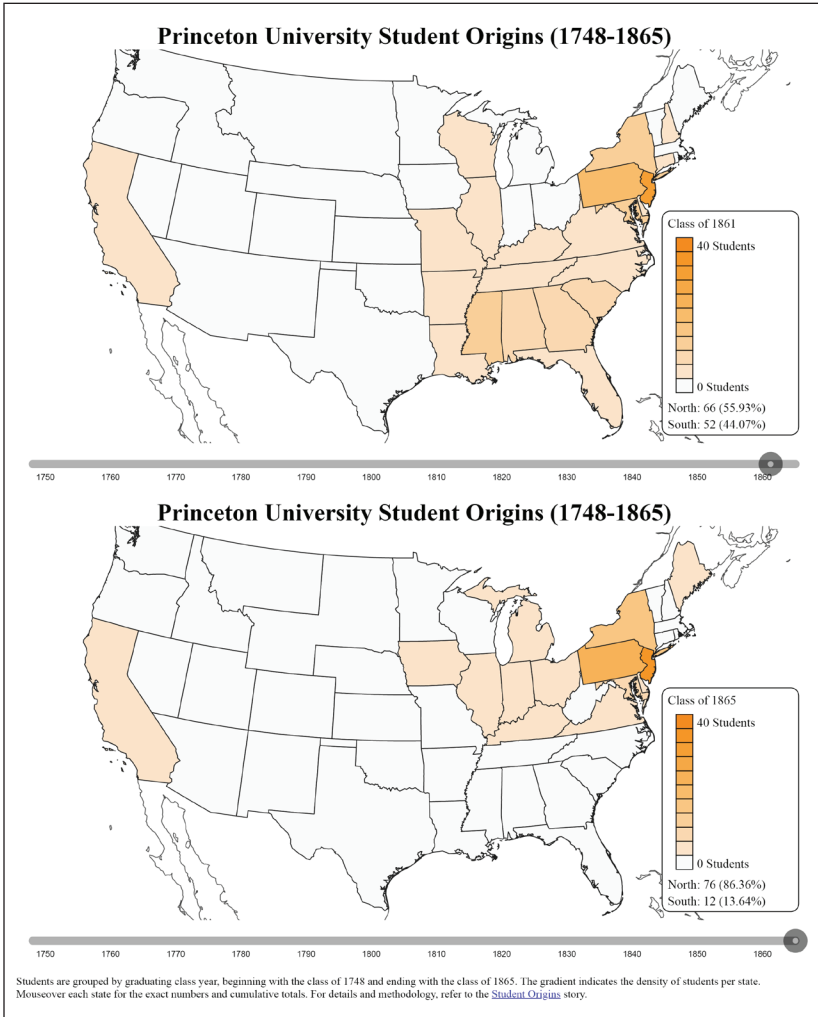 Princeton University Student Origins (1748-1865)
Class of 1861
40 Students
0 Students
North: 66 (55.93%)
South: 52 (44.07%)
1750 1760 1770 1780 1790 1800 1810 1820 1830 1840 1850 1860
Princeton University Student Origins (1748-1865)
Class of 1865
40 Students
0 Students
North: 76 (86.36%)
South: 12 (13.64%)
1750 1760 1770 1780 1790 1800 1810 1820 1830 1840 1850 1860
Students are grouped by graduating class year, beginning with the class of 1748 and ending with the class of 1865. The gradient indicates the density of students per state.
Mouseover each state for the exact numbers and cumulative totals. For details and methodology, refer to the Student Origins story.